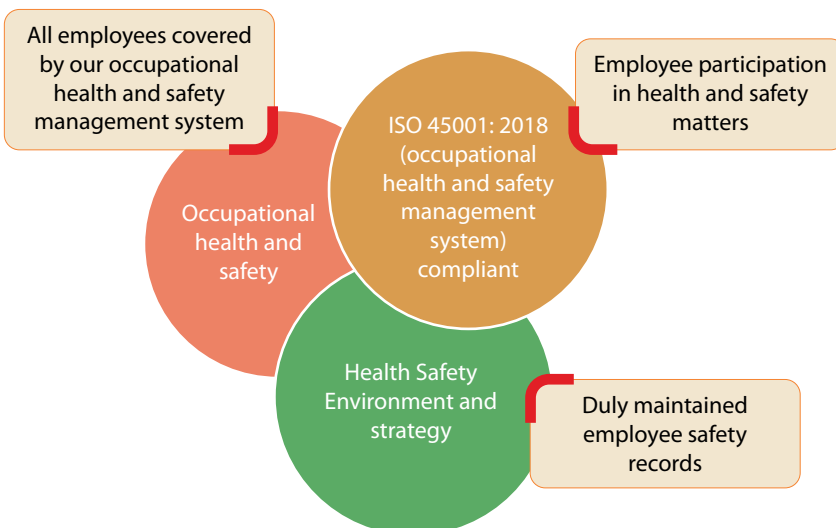 All employees covered
by our occupational
health and safety
management system
Employee participation
in health and safety
matters
ISO 45001: 2018
(occupational
health and safety
management
system)
compliant
Occupational
health and
safety
Health Safety
Environment and
strategy
Duly maintained
employee safety
records